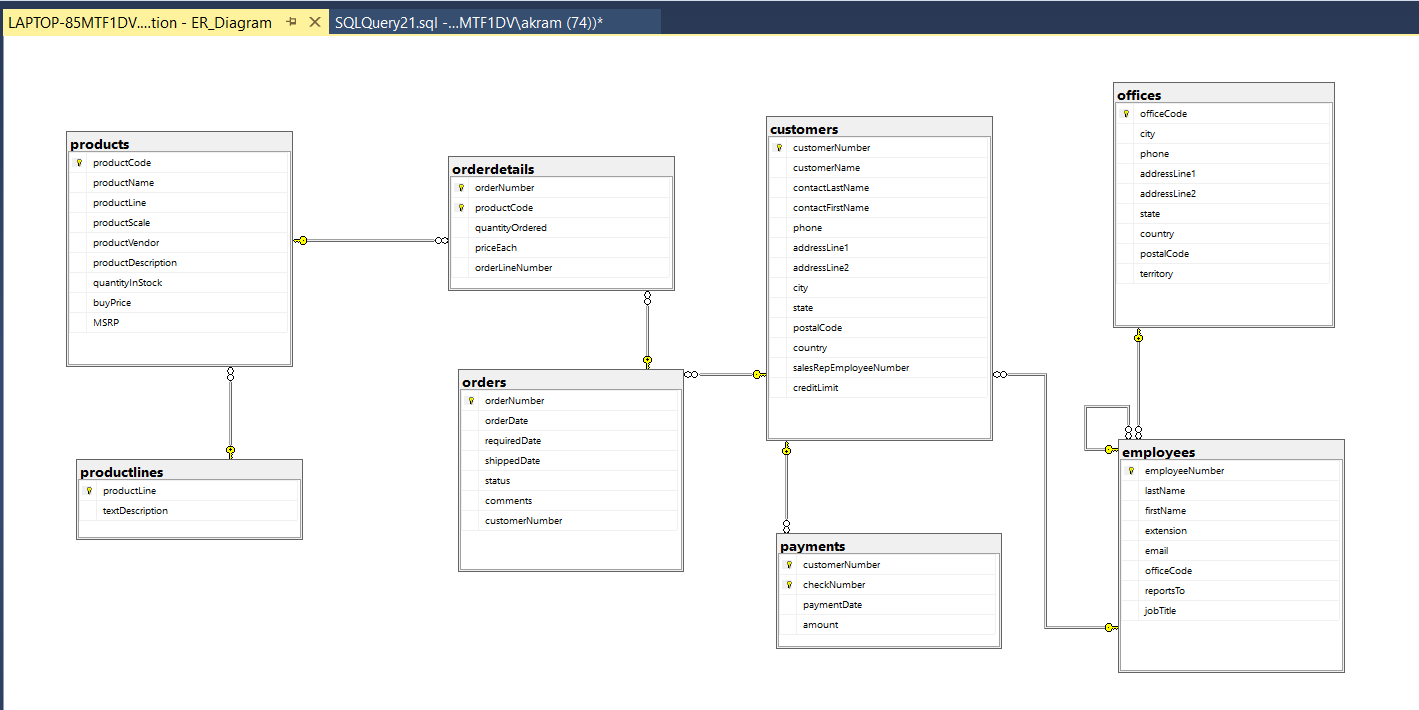 LAPTOP-85MTF1DV....tion - ER_Diagram
SQLQuery21.sql -...MTF1DV\akram (74))*
products
productCode
productName
productLine
productScale
productVendor
productDescription
quantityInStock
buyPrice
MSRP
productlines
productLine
textDescription
orderdetails
orderNumber
productCode
quantityOrdered
priceEach
orderLineNumber
orders
orderNumber
orderDate
requiredDate
shippedDate
status
comments
customerNumber
customers
customerNumber
customerName
contactLastName
contactFirstName
phone
addressLine1
addressLine2
city
state
postalCode
country
salesRepEmployeeNumber
creditLimit
payments
customerNumber
checkNumber
paymentDate
amount
offices
officeCode
city
phone
addressLine1
addressLine2
state
country
postalCode
territory
employees
employeeNumber
lastName
firstName
extension
email
officeCode
reportsTo
jobTitle